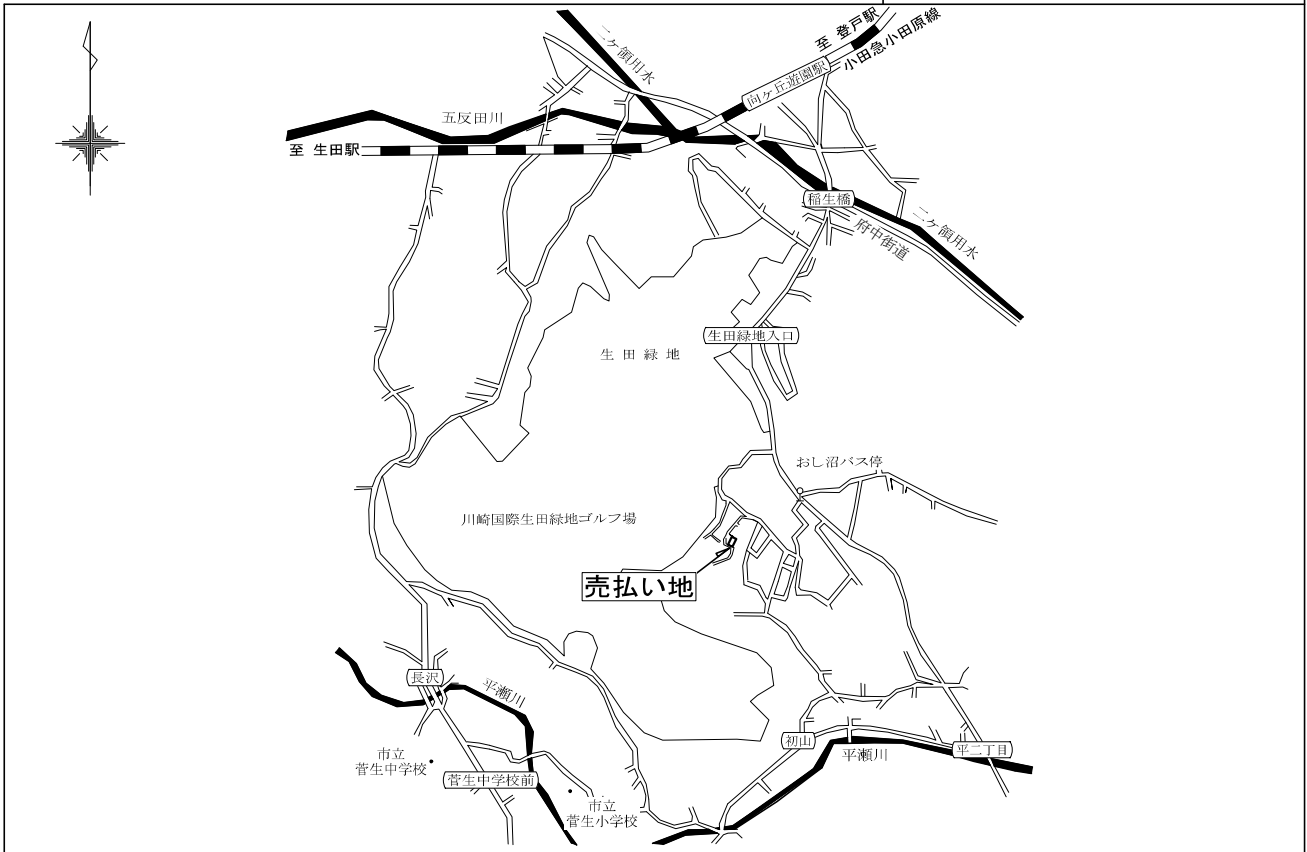 至 登戸駅
小田急小田原線
二ヶ領用水
向ヶ丘遊園駅
五反田川
至 生田駅
稲生橋
府中街道
二ヶ領用水
生田緑地入口
生田緑地
おし沼バス停
川崎国際生田緑地ゴルフ場
売払い地
長沢
平瀬川
初山
平二丁目
平瀬川
市立
菅生中学校
菅生中学校前
市立
菅生小学校